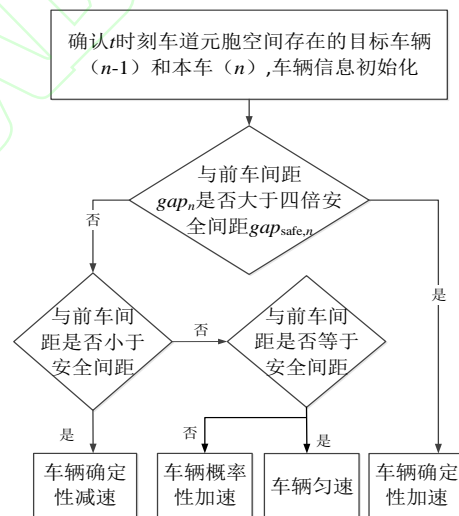 确认t时刻车道元胞空间存在的目标车辆
（n-1）和本车（n）,车辆信息初始化
与前车间距
gapn是否大于四倍安
全间距gapsafe,n
否
是
与前车间
距是否小于
安全间距
否
与前车间
距是否等于
安全间距
是
否
是
车辆确定
性减速
车辆概率
性加速
车辆匀速
车辆确定
性加速